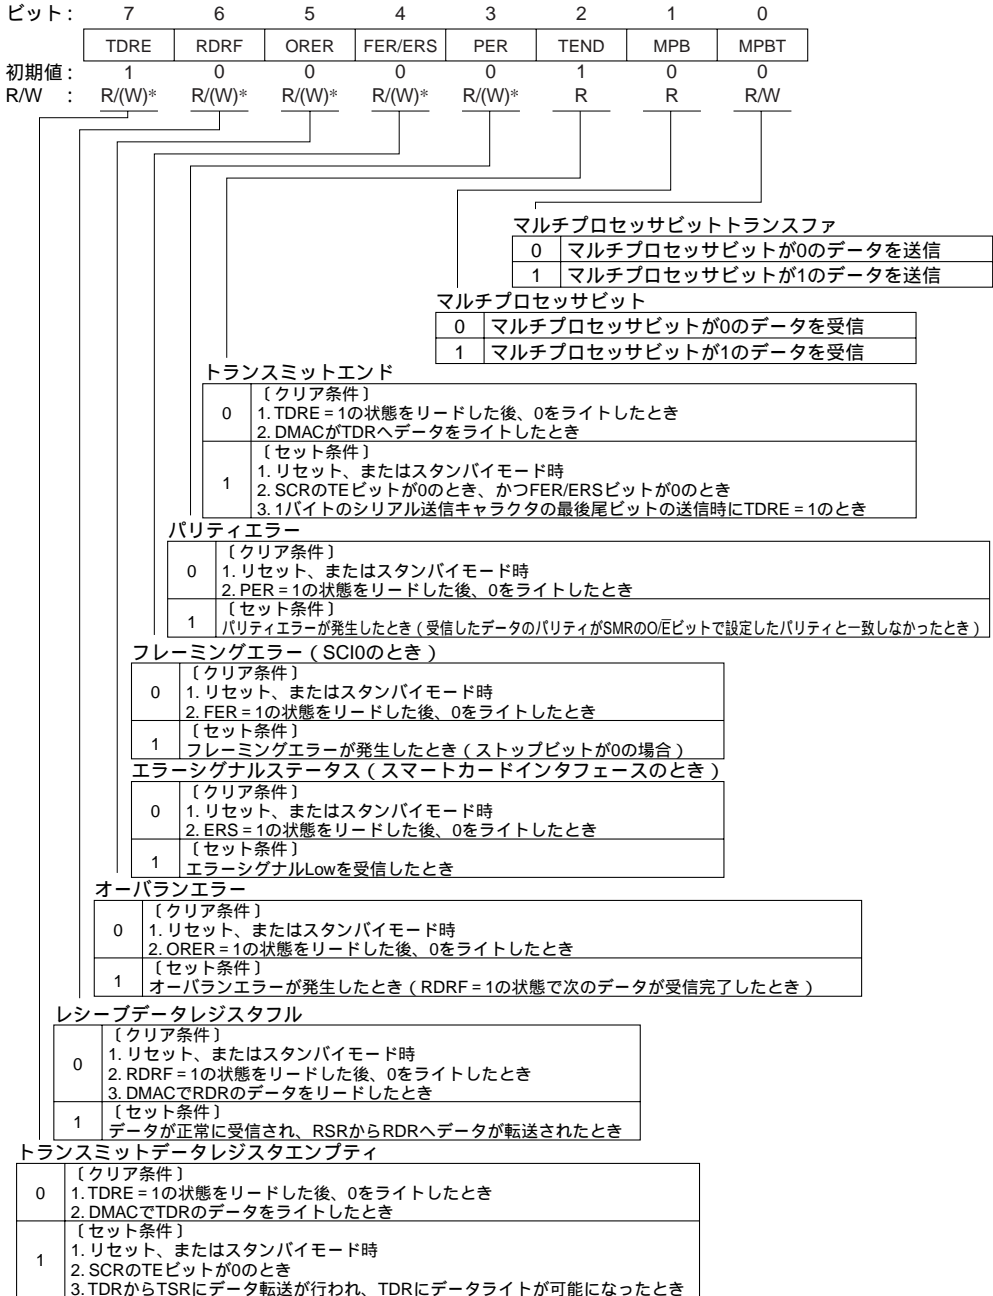 ビット： 7 6 5 4 3 2 1 0
TDRE RDRF ORER FER/ERS PER TEND MPB MPBT
初期値： 1 0 0 0 0 1 0 0
R/W ： R/(W)* R/(W)* R/(W)* R/(W)* R/(W)* R R R/W
マルチプロセッサビットトランスファ
0 マルチプロセッサビットが0のデータを送信
1 マルチプロセッサビットが1のデータを送信
マルチプロセッサビット
0 マルチプロセッサビットが0のデータを受信
1 マルチプロセッサビットが1のデータを受信
トランスミットエンド
〔クリア条件〕
0 1. TDRE = 1の状態をリードした後、0をライトしたとき
2. DMACがTDRへデータをライトしたとき
〔セット条件〕
1. リセット、またはスタンバイモード時
1 2. SCRのTEビットが0のとき、かつFER/ERSビットが0のとき
3. 1バイトのシリアル送信キャラクタの最後尾ビットの送信時にTDRE = 1のとき
パリティエラー
〔クリア条件〕
0 1. リセット、またはスタンバイモード時
2. PER = 1の状態をリードした後、0をライトしたとき
〔セット条件〕
1 パリティエラーが発生したとき（受信したデータのパリティがSMRのO/E̅ビットで設定したパリティと一致しなかったとき）
フレーミングエラー（SCI0のとき）
〔クリア条件〕
0 1. リセット、またはスタンバイモード時
2. FER = 1の状態をリードした後、0をライトしたとき
〔セット条件〕
1 フレーミングエラーが発生したとき（ストップビットが0の場合）
エラーシグナルステータス（スマートカードインタフェースのとき）
〔クリア条件〕
0 1. リセット、またはスタンバイモード時
2. ERS = 1の状態をリードした後、0をライトしたとき
〔セット条件〕
1 エラーシグナルLowを受信したとき
オーバランエラー
〔クリア条件〕
0 1. リセット、またはスタンバイモード時
2. ORER = 1の状態をリードした後、0をライトしたとき
〔セット条件〕
1 オーバランエラーが発生したとき（RDRF = 1の状態で次のデータが受信完了したとき）
レシーブデータレジスタフル
〔クリア条件〕
1. リセット、またはスタンバイモード時
0 2. RDRF = 1の状態をリードした後、0をライトしたとき
3. DMACでRDRのデータをリードしたとき
〔セット条件〕
1 データが正常に受信され、RSRからRDRへデータが転送されたとき
トランスミットデータレジスタエンプティ
〔クリア条件〕
0 1. TDRE = 1の状態をリードした後、0をライトしたとき
2. DMACでTDRのデータをライトしたとき
〔セット条件〕
1. リセット、またはスタンバイモード時
1 2. SCRのTEビットが0のとき
3. TDRからTSRにデータ転送が行われ、TDRにデータライトが可能になったとき